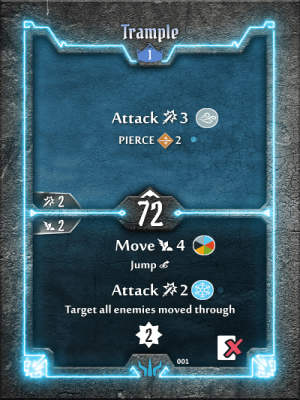 Trample
1
Attack 3
PIERCE 2
2
72
2
Move 4
Jump
Attack 2
Target all enemies moved through
2
001